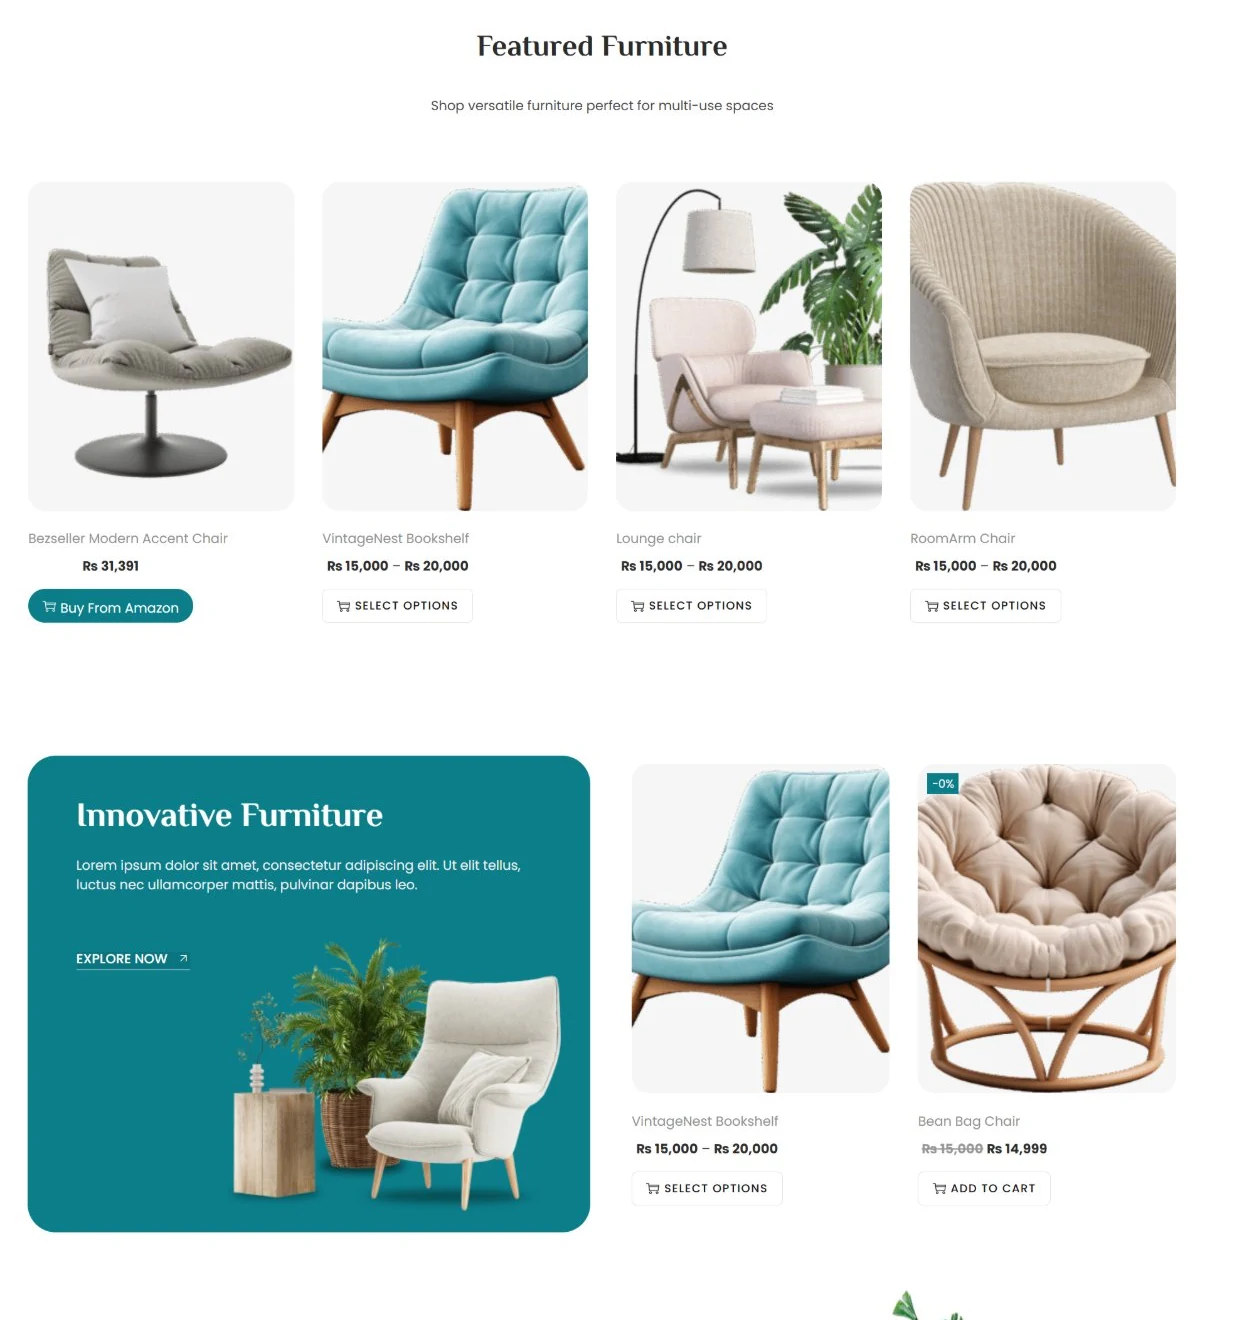 Featured Furniture
Shop versatile furniture perfect for multi-use spaces
Bezseller Modern Accent Chair
Rs 31,391
Buy From Amazon
VintageNest Bookshelf
Rs 15,000 – Rs 20,000
SELECT OPTIONS
Lounge chair
Rs 15,000 – Rs 20,000
SELECT OPTIONS
RoomArm Chair
Rs 15,000 – Rs 20,000
SELECT OPTIONS
Innovative Furniture
Lorem ipsum dolor sit amet, consectetur adipiscing elit. Ut elit tellus,
luctus nec ullamcorper mattis, pulvinar dapibus leo.
EXPLORE NOW
VintageNest Bookshelf
Rs 15,000 – Rs 20,000
SELECT OPTIONS
-0%
Bean Bag Chair
Rs 15,000 Rs 14,999
ADD TO CART